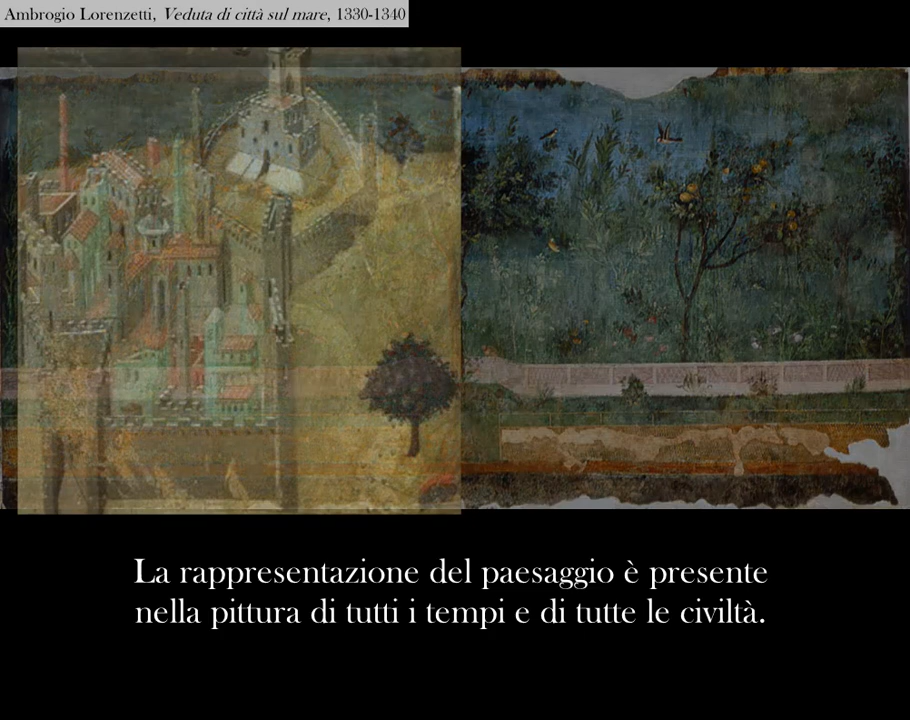 Ambrogio Lorenzetti, Veduta di città sul mare, 1330-1340
La rappresentazione del paesaggio è presente
nella pittura di tutti i tempi e di tutte le civiltà.